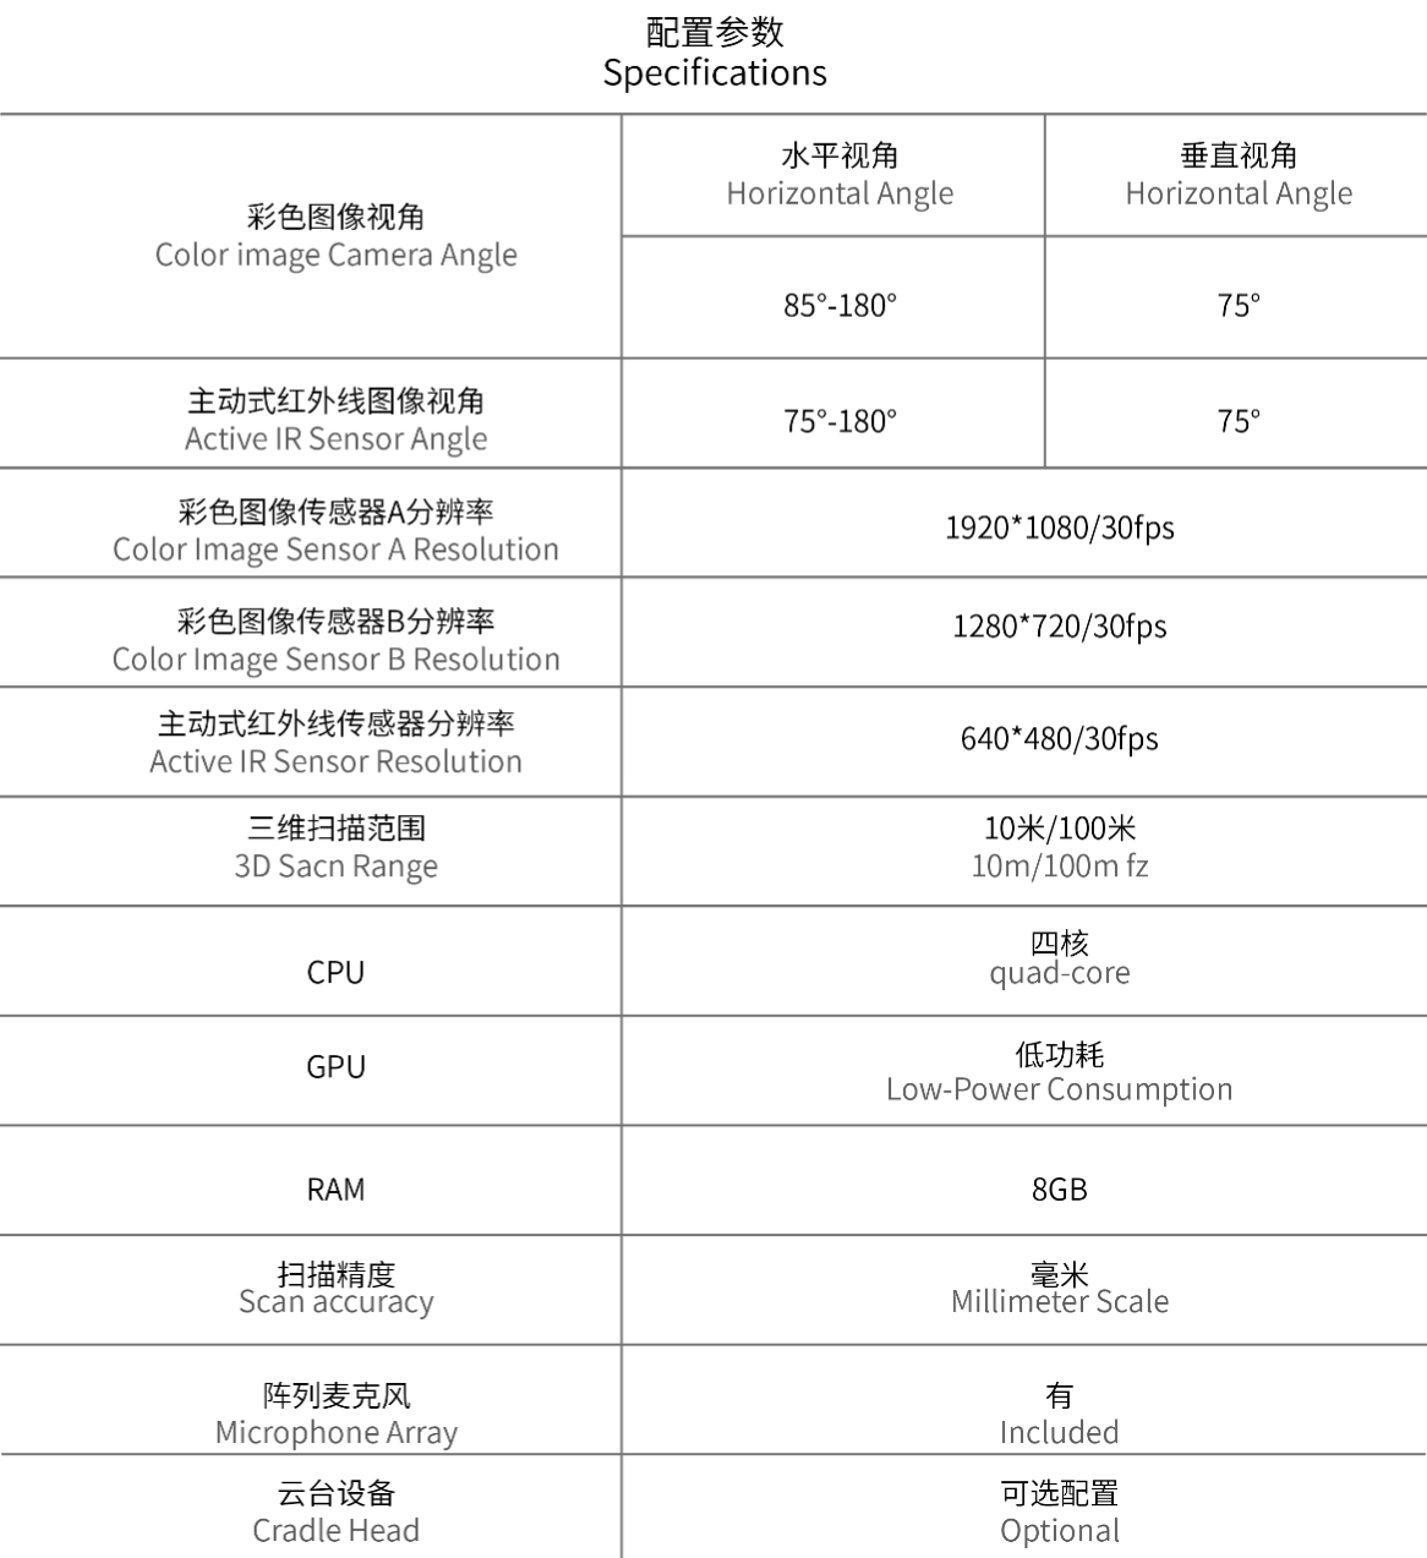 配置参数
Specifications
水平视角
Horizontal Angle
垂直视角
Horizontal Angle
彩色图像视角
Color image Camera Angle
85°-180°
75°
主动式红外线图像视角
Active IR Sensor Angle
75°-180°
75°
彩色图像传感器A分辨率
Color Image Sensor A Resolution
1920*1080/30fps
彩色图像传感器B分辨率
Color Image Sensor B Resolution
1280*720/30fps
主动式红外线传感器分辨率
Active IR Sensor Resolution
640*480/30fps
三维扫描范围
3D Sacn Range
10米/100米
10m/100m fz
CPU
四核
quad-core
GPU
低功耗
Low-Power Consumption
RAM
8GB
扫描精度
Scan accuracy
毫米
Millimeter Scale
阵列麦克风
Microphone Array
有
Included
云台设备
Cradle Head
可选配置
Optional